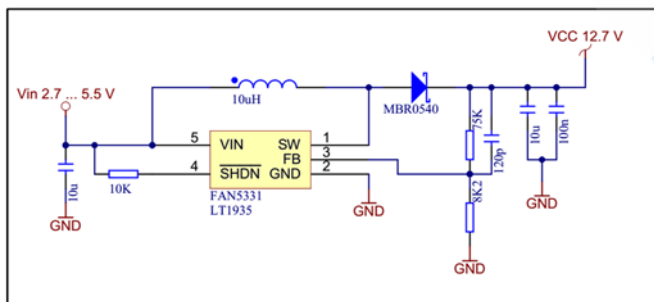 VCC 12.7 V
Vin 2.7 ... 5.5 V
10uH
MBR0540
5 VIN SW 1
FB 3
4 SHDN GND 2
10u
10K
FAN5331
LT1935
75K
120p
10u
100n
8K2
GND
GND
GND
GND